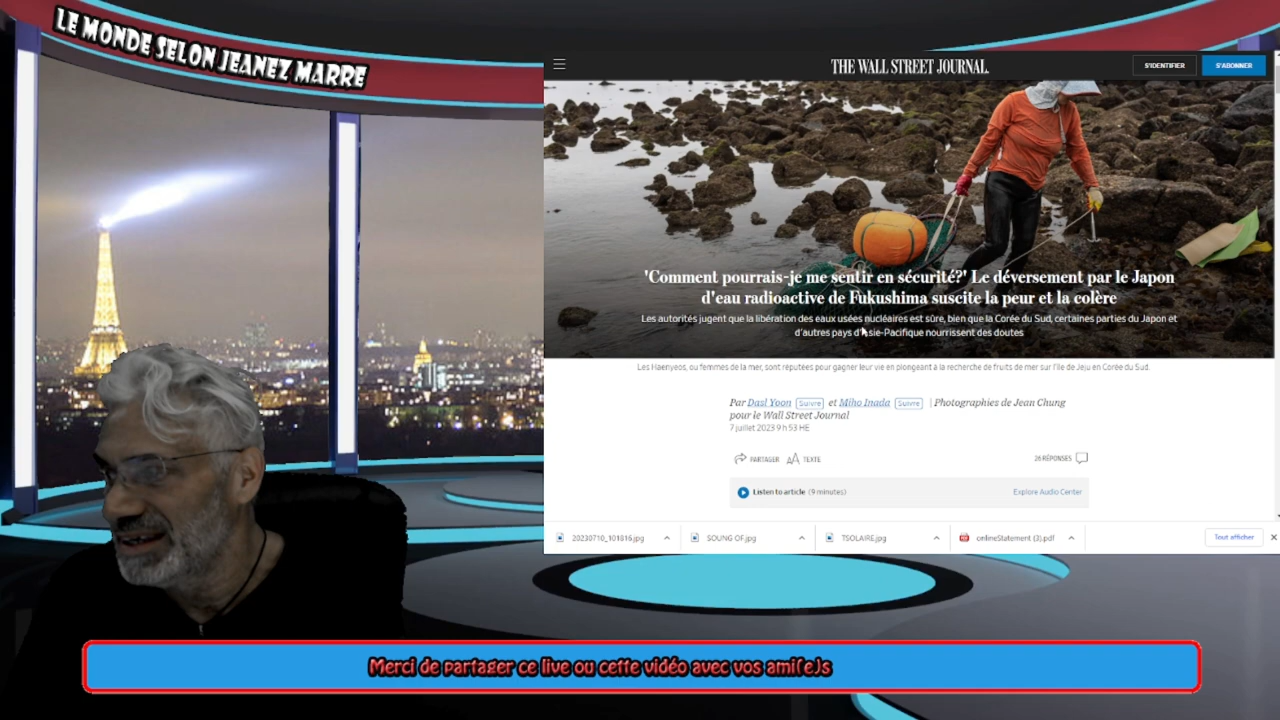 LE MONDE SELON JEANEZ MARRE
THE WALL STREET JOURNAL.
S'IDENTIFIER
S'ABONNER
'Comment pourrais-je me sentir en sécurité?' Le déversement par le Japon
d'eau radioactive de Fukushima suscite la peur et la colère
Les autorités jugent que la libération des eaux usées nucléaires est sûre, bien que la Corée du Sud, certaines parties du Japon et
d'autres pays d'Asie-Pacifique nourrissent des doutes
Les Haenyeos, ou femmes de la mer, sont réputées pour gagner leur vie en plongeant à la recherche de fruits de mer sur l'île de Jeju en Corée du Sud.
Par Dasl Yoon Suivre et Miho Inada Suivre | Photographies de Jean Chung
pour le Wall Street Journal
7 juillet 2023 9 h 53 HE
PARTAGER AA TEXTE
26 RÉPONSES
Listen to article (9 minutes)
Explore Audio Center
20230710_101816.jpg
SOUNG OF.jpg
TSOLAIRE.jpg
onlineStatement (3).pdf
Tout afficher
Merci de partager ce live ou cette vidéo avec vos ami(e)s